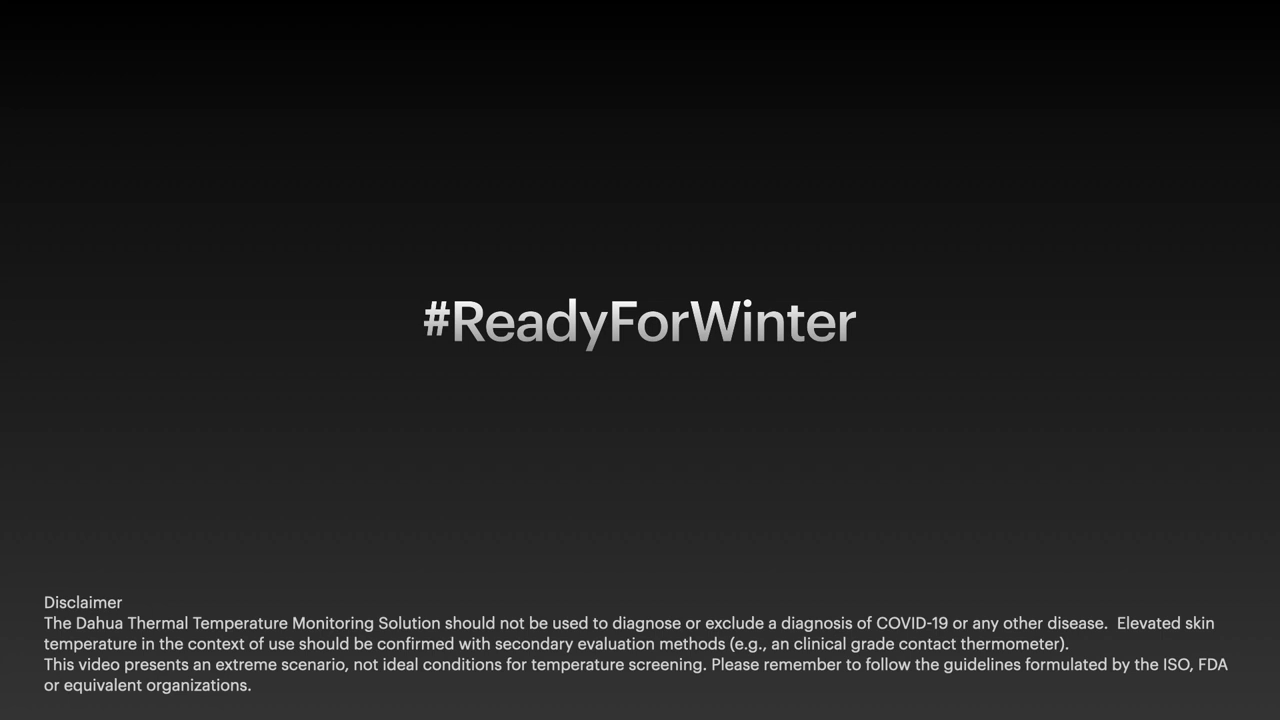 #ReadyForWinter
Disclaimer
The Dahua Thermal Temperature Monitoring Solution should not be used to diagnose or exclude a diagnosis of COVID-19 or any other disease.  Elevated skin
temperature in the context of use should be confirmed with secondary evaluation methods (e.g., an clinical grade contact thermometer).
This video presents an extreme scenario, not ideal conditions for temperature screening. Please remember to follow the guidelines formulated by the ISO, FDA
or equivalent organizations.